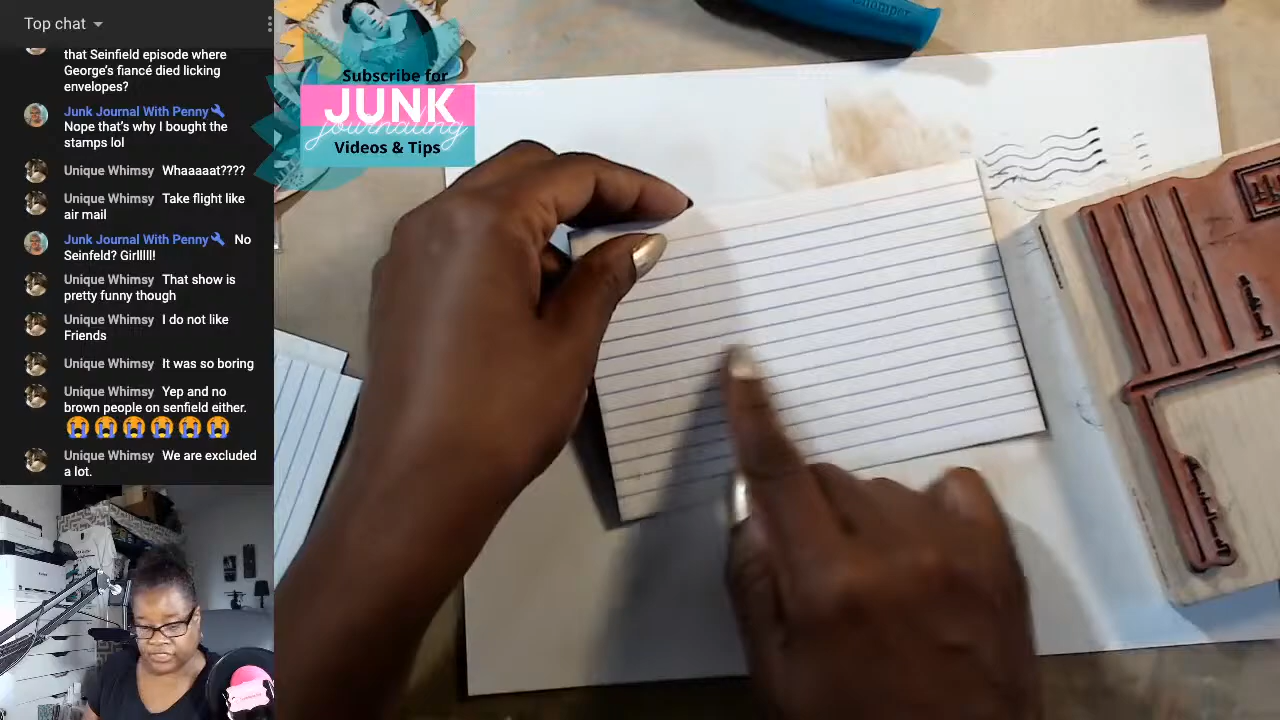 Top chat
that Seinfield episode where
George's fiancé died licking
envelopes?
Junk Journal With Penny
Nope that's why I bought the
stamps lol
Unique Whimsy Whaaaaat????
Unique Whimsy Take flight like
air mail
Junk Journal With Penny No
Seinfeld? Girlllll!
Unique Whimsy That show is
pretty funny though
Unique Whimsy I do not like
Friends
Unique Whimsy It was so boring
Unique Whimsy Yep and no
brown people on senfield either.
😭 😭 😭 😭 😭 😭
Unique Whimsy We are excluded
a lot.
Subscribe for
JUNK
journaling
Videos & Tips